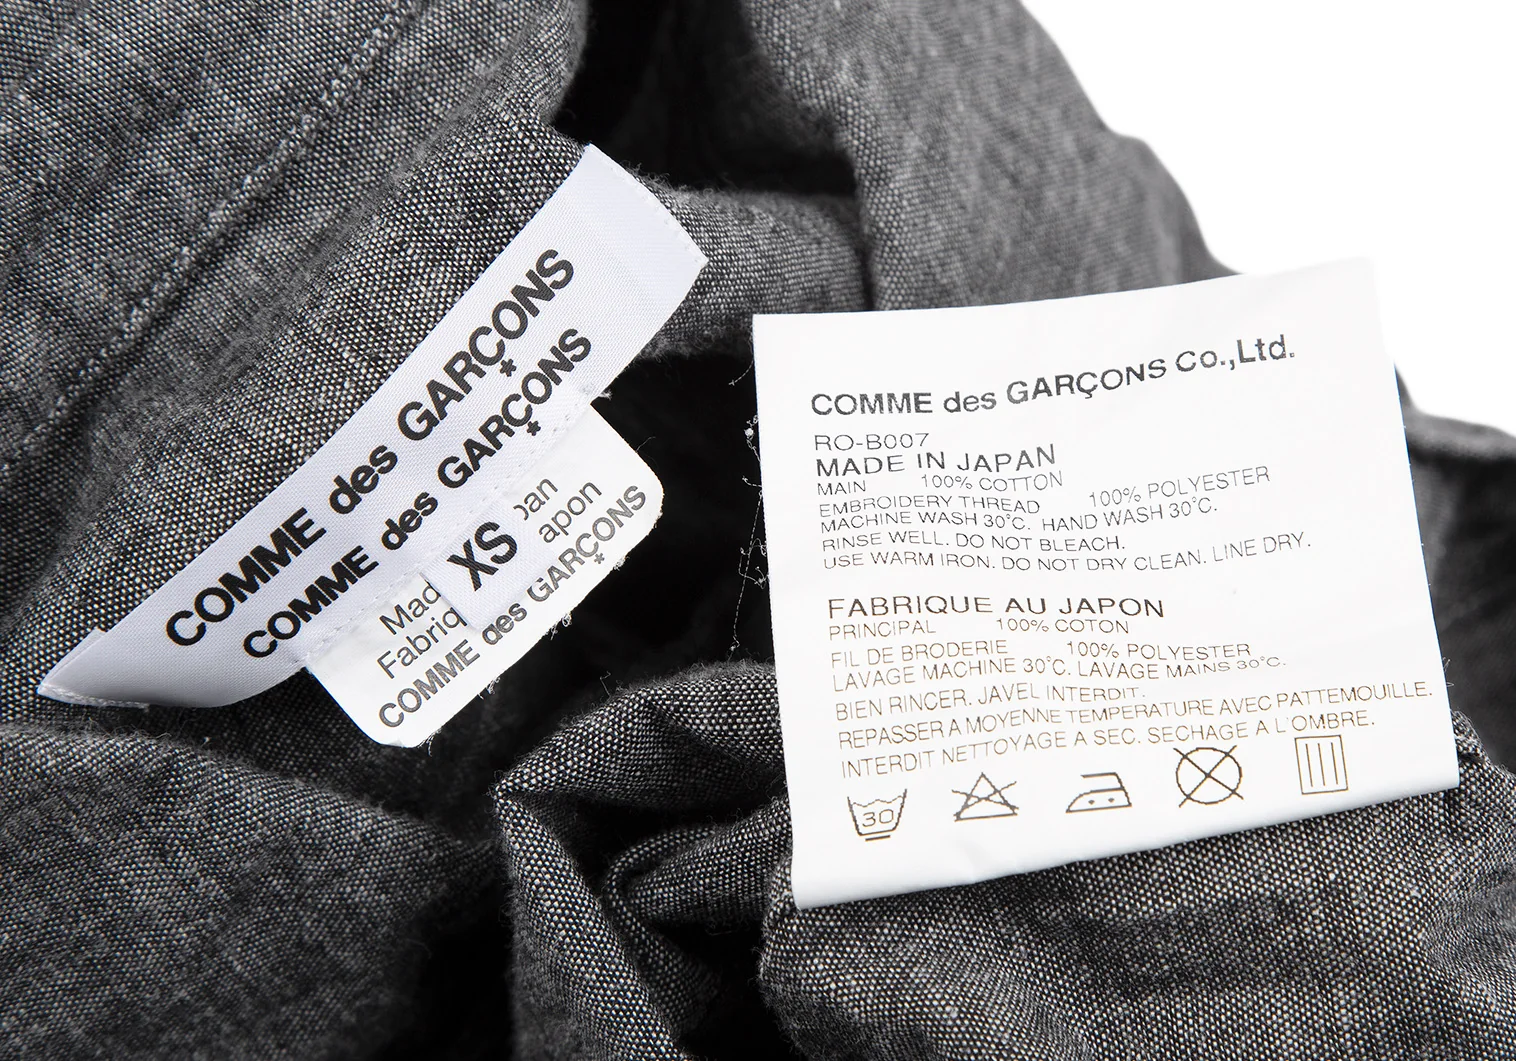 COMME des GARÇONS
COMME des GARÇONS
XS
Mad pan
Fabriq apon
COMME des GARÇONS
COMME des GARÇONS Co.,Ltd.
RO-B007
MADE IN JAPAN
MAIN 100% COTTON
EMBROIDERY THREAD 100% POLYESTER
MACHINE WASH 30°C. HAND WASH 30°C.
RINSE WELL. DO NOT BLEACH.
USE WARM IRON. DO NOT DRY CLEAN. LINE DRY.
FABRIQUE AU JAPON
PRINCIPAL 100% COTON
FIL DE BRODERIE 100% POLYESTER
LAVAGE MACHINE 30°C. LAVAGE MAINS 30°C.
BIEN RINCER. JAVEL INTERDIT.
REPASSER A MOYENNE TEMPERATURE AVEC PATTEMOUILLE.
INTERDIT NETTOYAGE A SEC. SECHAGE A L'OMBRE.
30